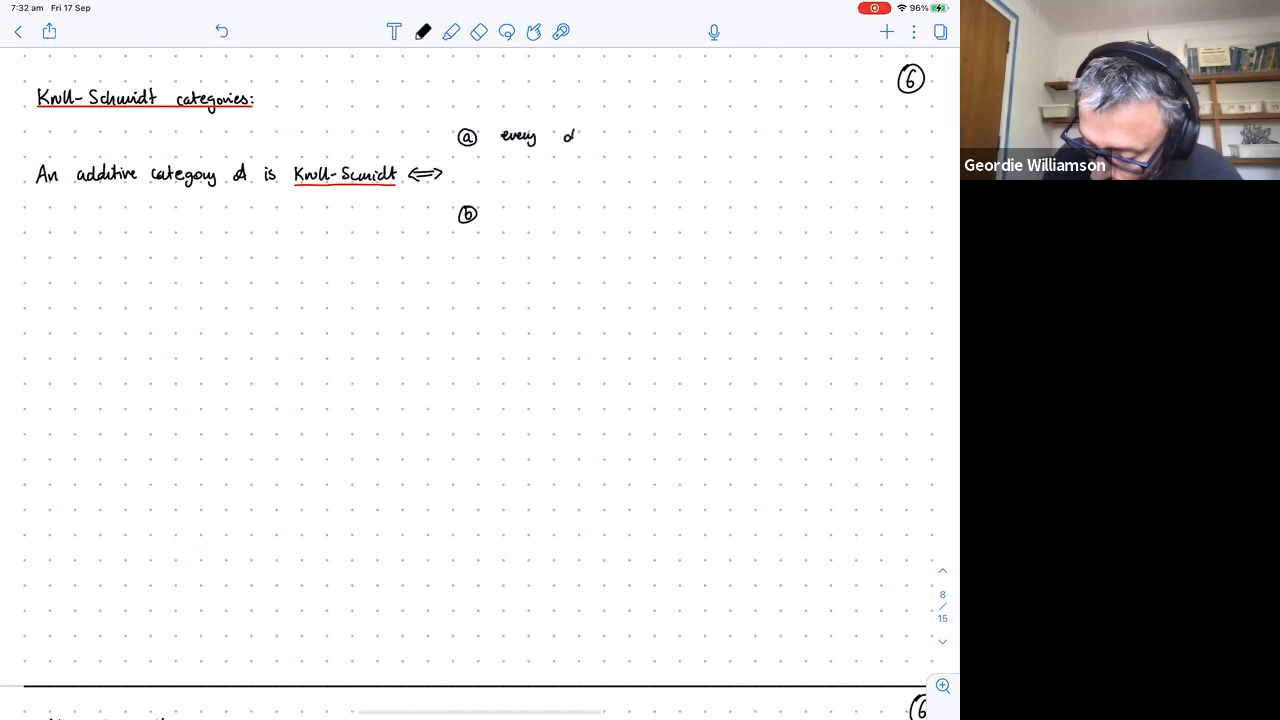 7:32 am Fri 17 Sep
96%
6
Krull-Schmidt categories:
ⓐ every
An additive category A is Krull-Scmidt ⟺
ⓑ
Geordie Williamson
8
/
15